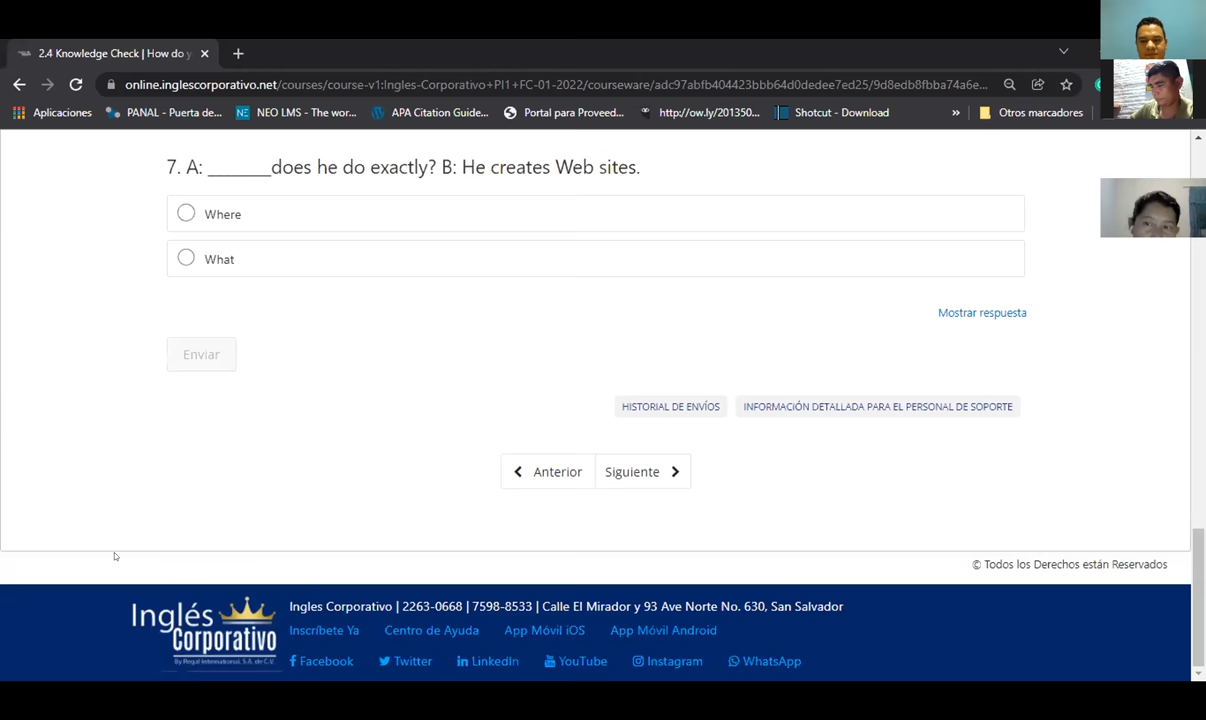 2.4 Knowledge Check | How do y
online.inglescorporativo.net/courses/course-v1:Ingles-Corporativo+PI1+FC-01-2022/courseware/adc97abfb404423bbb64d0dedee7ed25/9d8edb8fbba74a6e...
Aplicaciones PANAL - Puerta de... NEO LMS - The wor... APA Citation Guide... Portal para Proveed... http://ow.ly/201350... Shotcut - Download » Otros marcadores
7. A: _______does he do exactly? B: He creates Web sites.
Where
What
Mostrar respuesta
Enviar
HISTORIAL DE ENVÍOS INFORMACIÓN DETALLADA PARA EL PERSONAL DE SOPORTE
Anterior Siguiente
© Todos los Derechos están Reservados
Inglés Corporativo
Ingles Corporativo | 2263-0668 | 7598-8533 | Calle El Mirador y 93 Ave Norte No. 630, San Salvador
Inscríbete Ya Centro de Ayuda App Móvil iOS App Móvil Android
Facebook Twitter LinkedIn YouTube Instagram WhatsApp